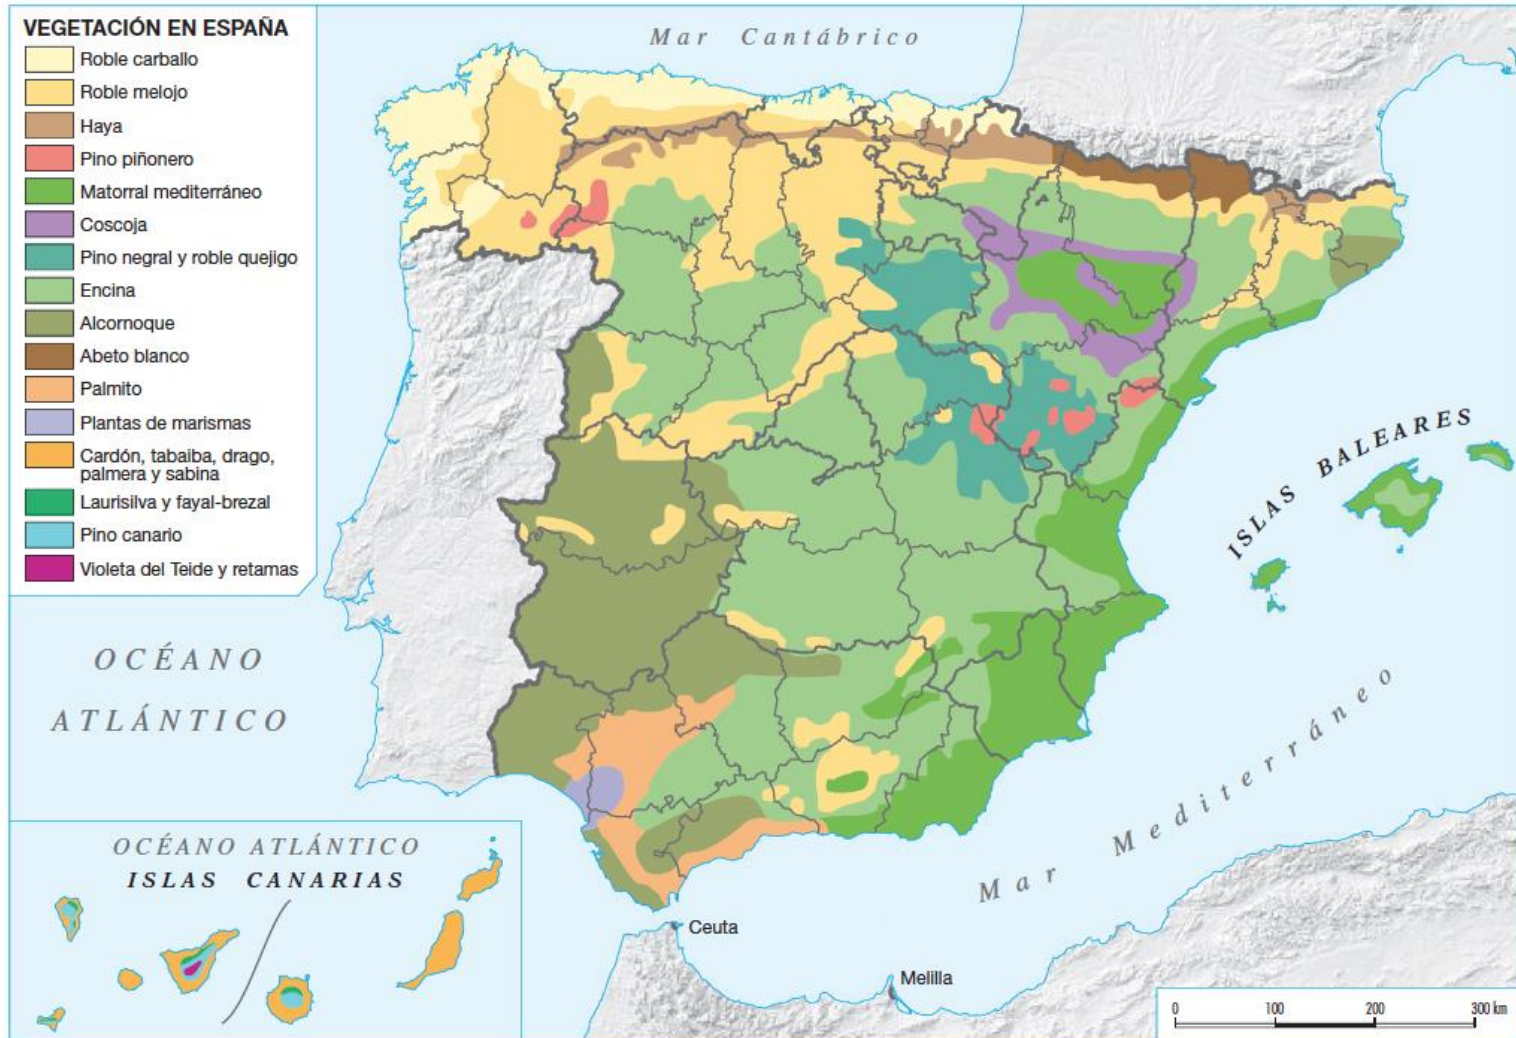 VEGETACIÓN EN ESPAÑA
Roble carballo
Roble melojo
Haya
Pino piñonero
Matorral mediterráneo
Coscoja
Pino negral y roble quejigo
Encina
Alcornoque
Abeto blanco
Palmito
Plantas de marismas
Cardón, tabaiba, drago,
palmera y sabina
Laurisilva y fayal-brezal
Pino canario
Violeta del Teide y retamas
Mar Cantábrico
ISLAS BALEARES
OCÉANO
ATLÁNTICO
Mar Mediterráneo
OCÉANO ATLÁNTICO
ISLAS CANARIAS
Ceuta
Melilla
0 100 200 300 km